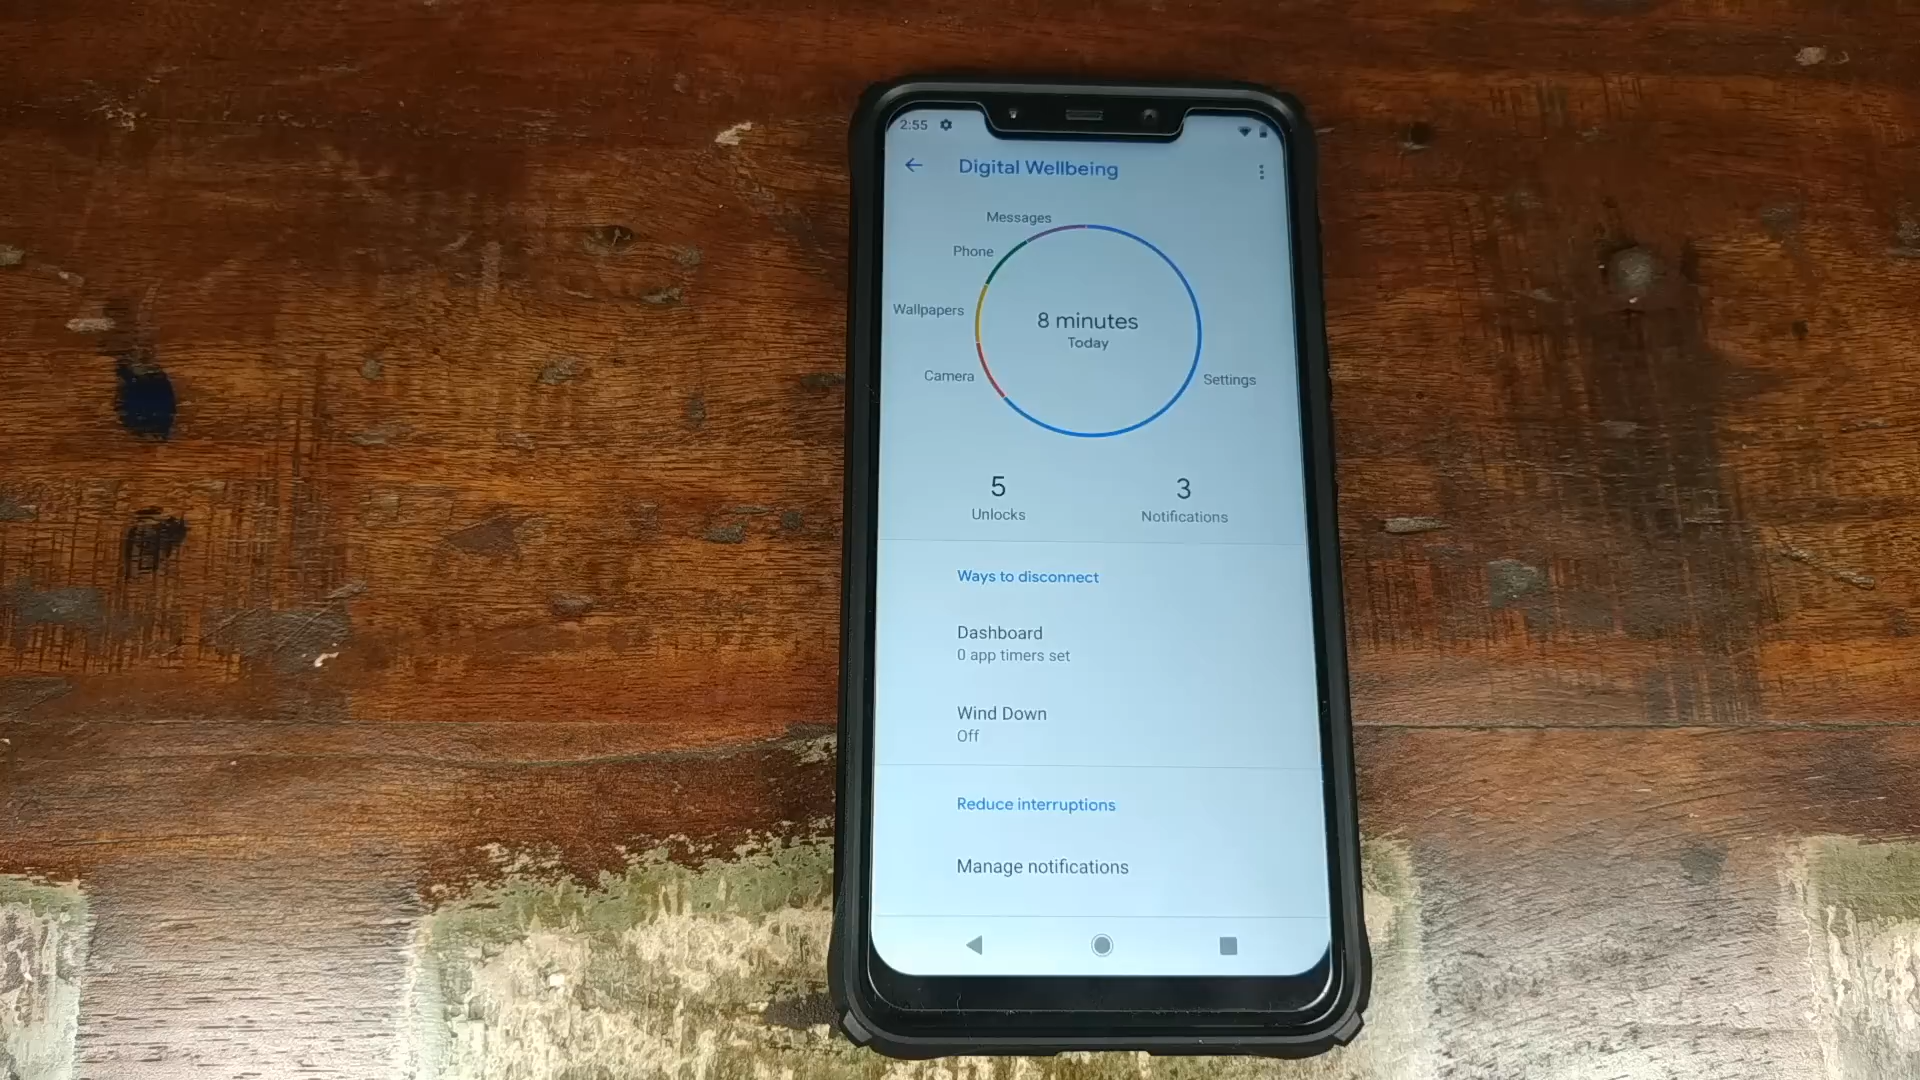 2:55
Digital Wellbeing
Messages
Phone
Wallpapers
8 minutes
Today
Camera
Settings
5
Unlocks
3
Notifications
Ways to disconnect
Dashboard
0 app timers set
Wind Down
Off
Reduce interruptions
Manage notifications